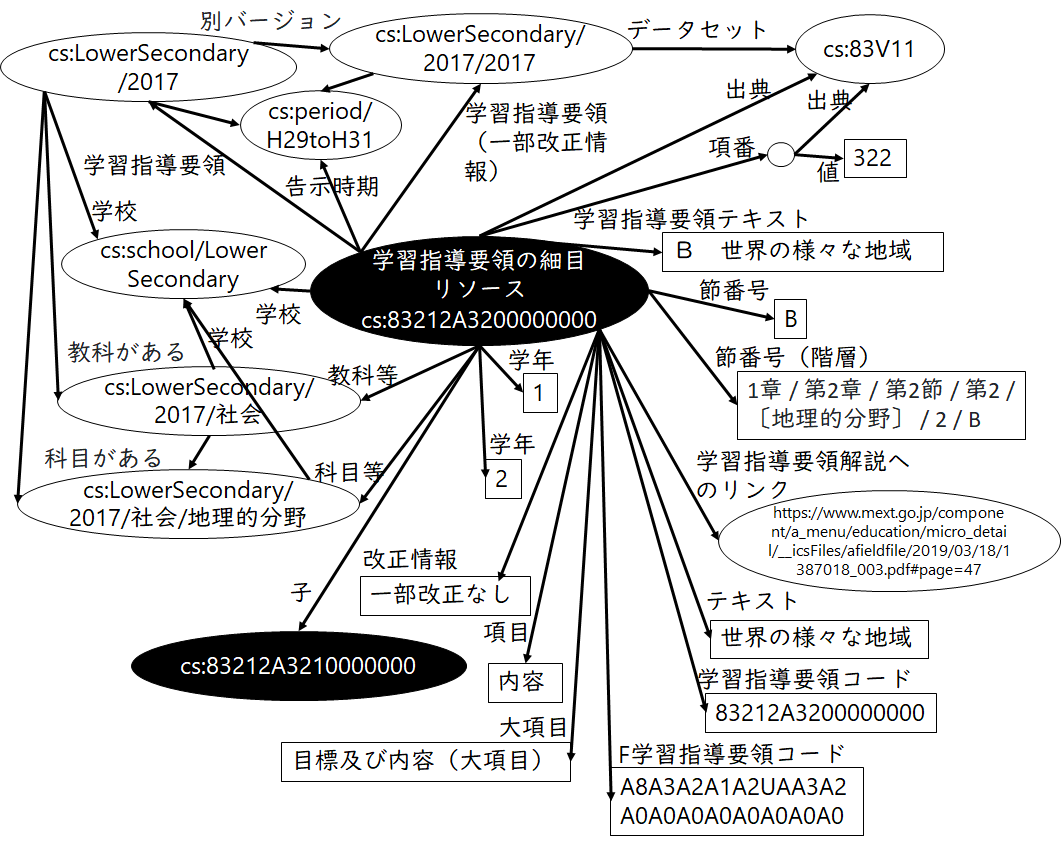 別バージョン
cs:LowerSecondary
/2017
cs:LowerSecondary/
2017/2017
データセット
cs:83V11
cs:period/
H29toH31
学習指導要領
（一部改正情
報）
出典
出典
項番
値
322
学習指導要領
告示時期
学校
学習指導要領テキスト
B　世界の様々な地域
cs:school/Lower
Secondary
学習指導要領の細目
リソース
cs:83212A3200000000
学校
学校
節番号
B
教科がある
cs:LowerSecondary/
2017/社会
教科等
学年
1
節番号（階層）
1章 / 第2章 / 第2節 / 第2 /
〔地理的分野〕 / 2 / B
科目がある
cs:LowerSecondary/
2017/社会/地理的分野
科目等
学年
2
学習指導要領解説へ
のリンク
https://www.mext.go.jp/compone
nt/a_menu/education/micro_detai
l/__icsFiles/afieldfile/2019/03/18/1
387018_003.pdf#page=47
改正情報
一部改正なし
子
cs:83212A3210000000
項目
内容
テキスト
世界の様々な地域
学習指導要領コード
83212A3200000000
大項目
目標及び内容（大項目）
F学習指導要領コード
A8A3A2A1A2UAA3A2
A0A0A0A0A0A0A0A0